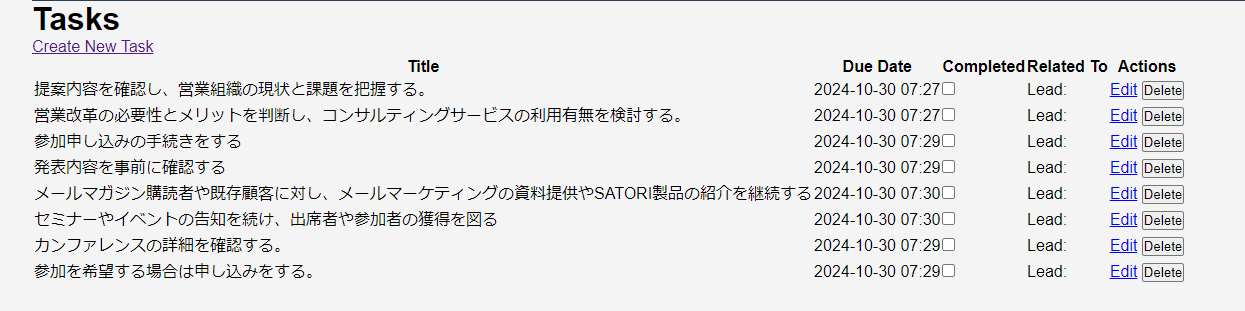 Tasks
Create New Task
Title Due Date Completed Related To Actions
提案内容を確認し、営業組織の現状と課題を把握する。 2024-10-30 07:27 Lead: Edit Delete
営業改革の必要性とメリットを判断し、コンサルティングサービスの利用有無を検討する。 2024-10-30 07:27 Lead: Edit Delete
参加申し込みの手続きをする 2024-10-30 07:29 Lead: Edit Delete
発表内容を事前に確認する 2024-10-30 07:29 Lead: Edit Delete
メールマガジン購読者や既存顧客に対し、メールマーケティングの資料提供やSATORI製品の紹介を継続する 2024-10-30 07:30 Lead: Edit Delete
セミナーやイベントの告知を続け、出席者や参加者の獲得を図る 2024-10-30 07:30 Lead: Edit Delete
カンファレンスの詳細を確認する。 2024-10-30 07:29 Lead: Edit Delete
参加を希望する場合は申し込みをする。 2024-10-30 07:29 Lead: Edit Delete